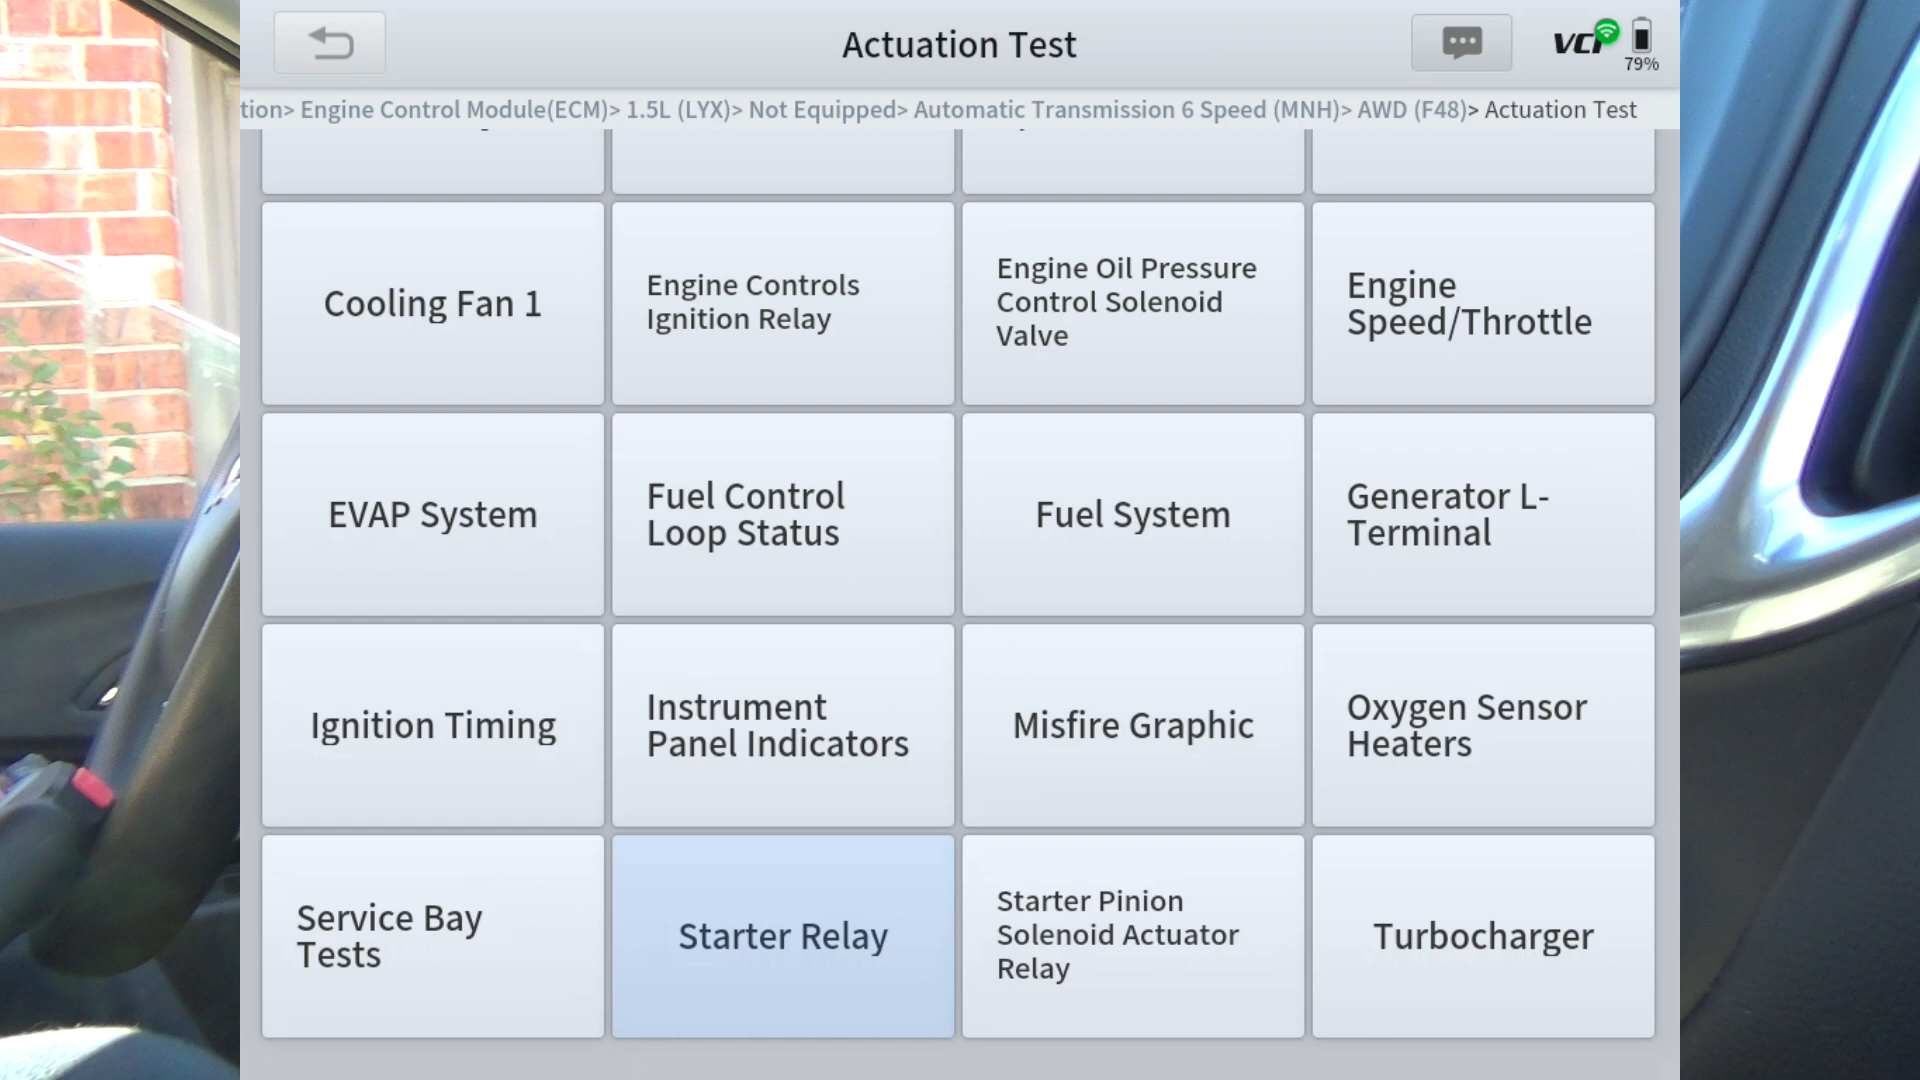 Actuation Test
VCI
79%
tion> Engine Control Module(ECM)> 1.5L (LYX)> Not Equipped> Automatic Transmission 6 Speed (MNH)> AWD (F48)> Actuation Test
Cooling Fan 1
Engine Controls
Ignition Relay
Engine Oil Pressure
Control Solenoid
Valve
Engine
Speed/Throttle
EVAP System
Fuel Control
Loop Status
Fuel System
Generator L-
Terminal
Ignition Timing
Instrument
Panel Indicators
Misfire Graphic
Oxygen Sensor
Heaters
Service Bay
Tests
Starter Relay
Starter Pinion
Solenoid Actuator
Relay
Turbocharger